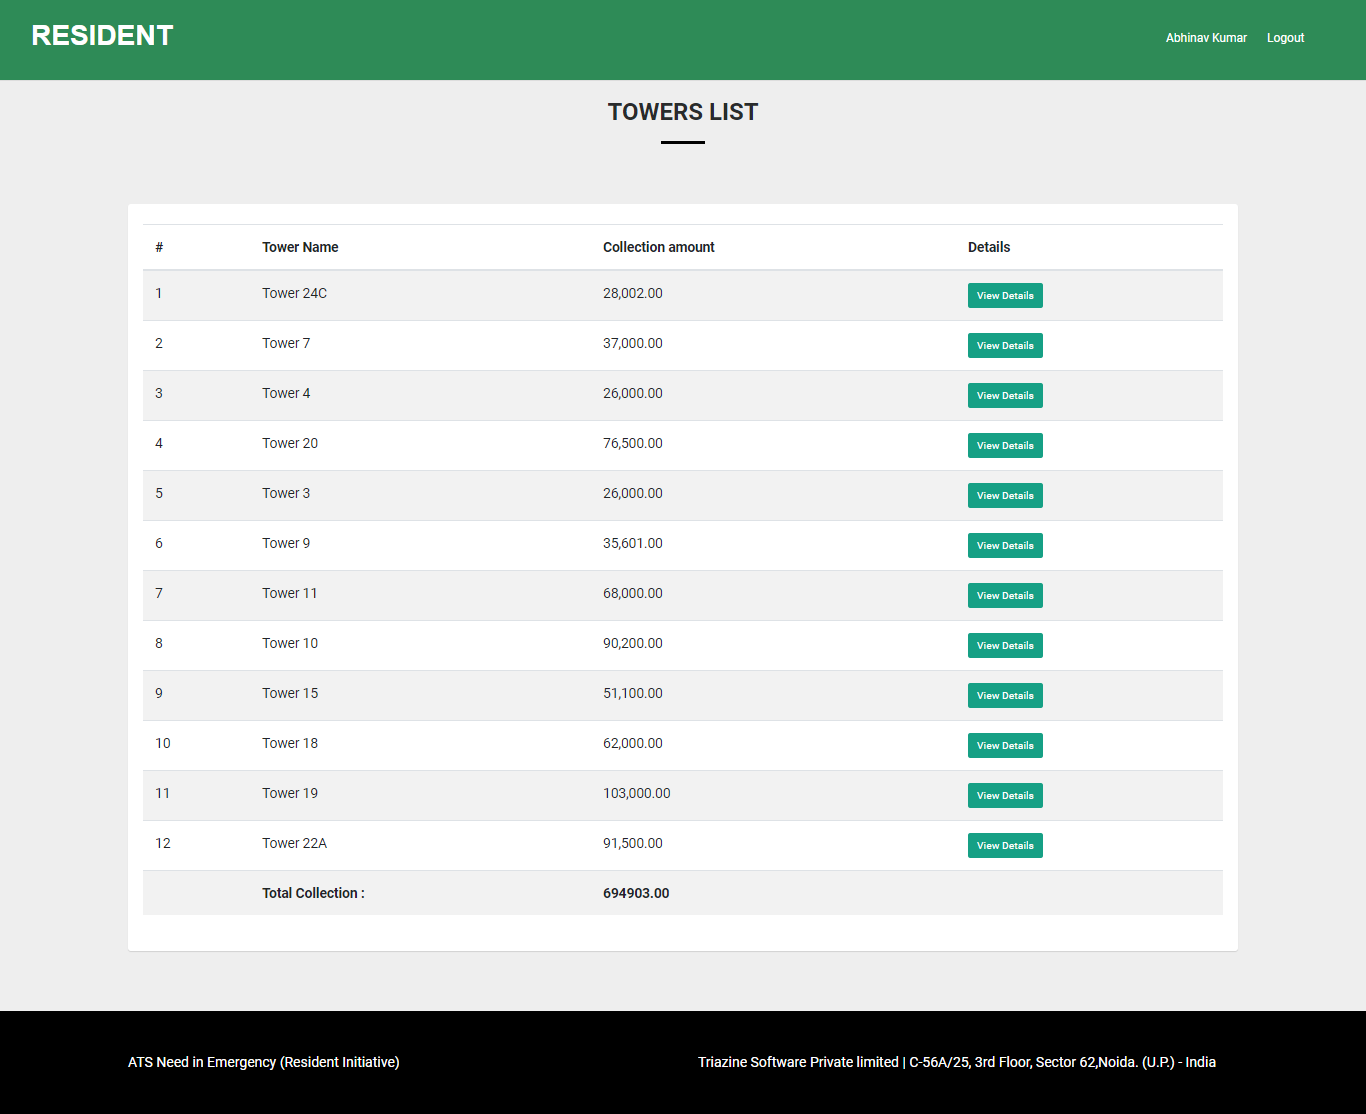 RESIDENT
Abhinav Kumar Logout
TOWERS LIST
# Tower Name Collection amount Details
1 Tower 24C 28,002.00 View Details
2 Tower 7 37,000.00 View Details
3 Tower 4 26,000.00 View Details
4 Tower 20 76,500.00 View Details
5 Tower 3 26,000.00 View Details
6 Tower 9 35,601.00 View Details
7 Tower 11 68,000.00 View Details
8 Tower 10 90,200.00 View Details
9 Tower 15 51,100.00 View Details
10 Tower 18 62,000.00 View Details
11 Tower 19 103,000.00 View Details
12 Tower 22A 91,500.00 View Details
Total Collection : 694903.00
ATS Need in Emergency (Resident Initiative) Triazine Software Private limited | C-56A/25, 3rd Floor, Sector 62,Noida. (U.P.) - India